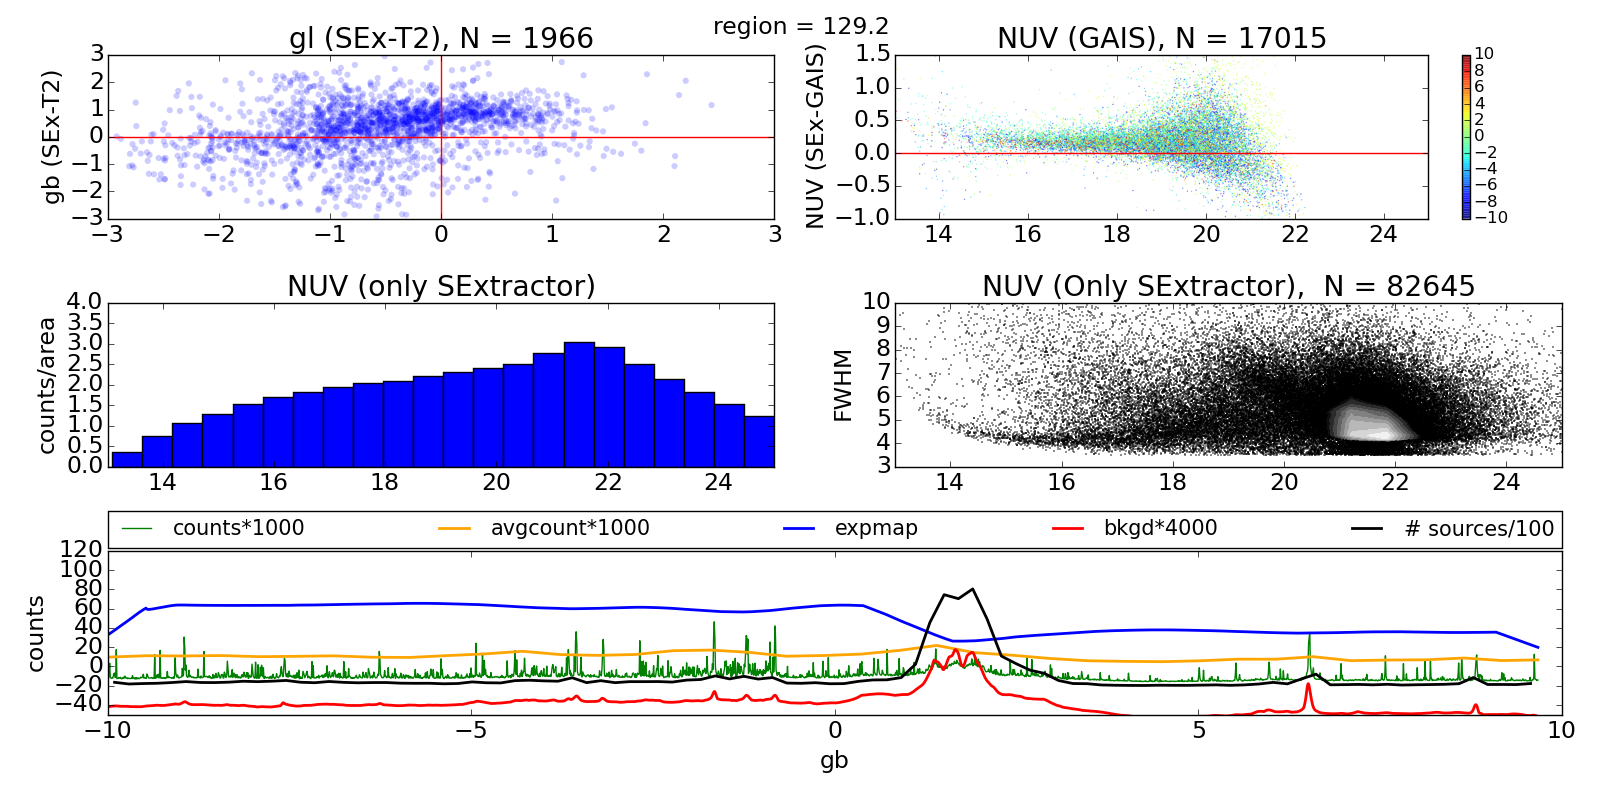 region = 129.2
gl (SEx-T2), N = 1966
gb (SEx-T2)
3
2
1
0
−1
−2
−3
−3 −2 −1 0 1 2 3
NUV (GAIS), N = 17015
NUV (SEx-GAIS)
1.5
1.0
0.5
0.0
−0.5
−1.0
14 16 18 20 22 24
10
8
6
4
2
0
−2
−4
−6
−8
−10
NUV (only SExtractor)
counts/area
4.0
3.5
3.0
2.5
2.0
1.5
1.0
0.5
0.0
14 16 18 20 22 24
NUV (Only SExtractor), N = 82645
FWHM
10
9
8
7
6
5
4
3
14 16 18 20 22 24
counts*1000 avgcount*1000 expmap bkgd*4000 # sources/100
counts
120
100
80
60
40
20
0
−20
−40
−10 −5 0 5 10
gb